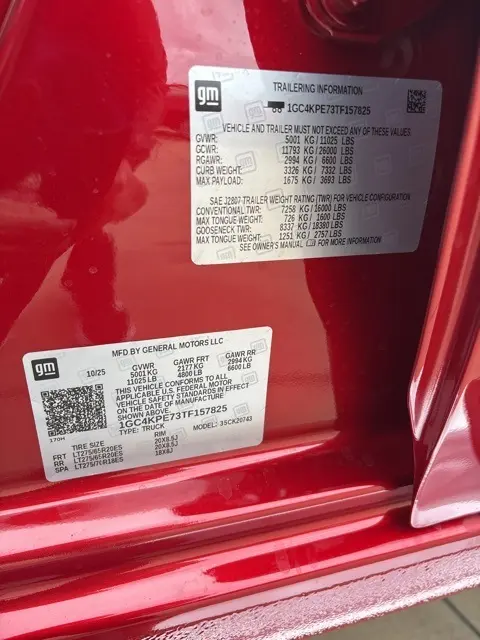 gm
TRAILERING INFORMATION
1GC4KPE73TF157825
VEHICLE AND TRAILER MUST NOT EXCEED ANY OF THESE VALUES:
GVWR: 5001 KG/11025 LBS
GCWR: 11793 KG/26000 LBS
RGAWR: 2994 KG/ 6600 LBS
CURB WEIGHT: 3326 KG/ 7332 LBS
MAX PAYLOAD: 1675 KG/ 3693 LBS
SAE J2807-TRAILER WEIGHT RATING (TWR) FOR VEHICLE CONFIGURATION
CONVENTIONAL TWR: 7258 KG/16000 LBS
MAX TONGUE WEIGHT: 726 KG/ 1600 LBS
GOOSENECK TWR: 8337 KG/18380 LBS
MAX TONGUE WEIGHT: 1251 KG/ 2757 LBS
SEE OWNER'S MANUAL FOR MORE INFORMATION
gm
MFD BY GENERAL MOTORS LLC
10/25 GVWR GAWR FRT GAWR RR
5001 KG 2177 KG 2994 KG
11025 LB 4800 LB 6600 LB
THIS VEHICLE CONFORMS TO ALL
APPLICABLE U.S. FEDERAL MOTOR
VEHICLE SAFETY STANDARDS IN EFFECT
ON THE DATE OF MANUFACTURE
SHOWN ABOVE
1GC4KPE73TF157825
TYPE: TRUCK MODEL: 3SCK20743
170H
TIRE SIZE RIM
FRT LT275/65R20ES 20X8.5J
RR LT275/65R20ES 20X8.5J
SPA LT275/70R18ES 18X8J